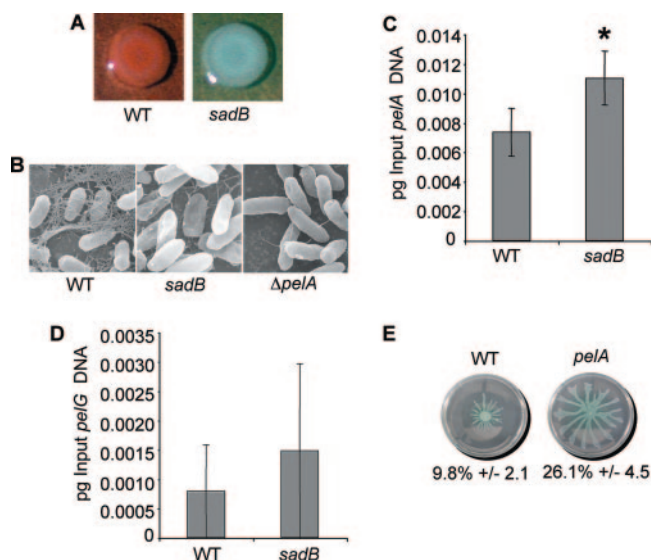 A
WT
sadB
B
WT
sadB
ΔpelA
C
pg Input pelA DNA
0.014
0.012
0.010
0.008
0.006
0.004
0.002
0
*
WT
sadB
D
pg Input pelG DNA
0.0035
0.0030
0.0025
0.0020
0.0015
0.0010
0.0005
0
WT
sadB
E
WT
pelA
9.8% +/- 2.1
26.1% +/- 4.5